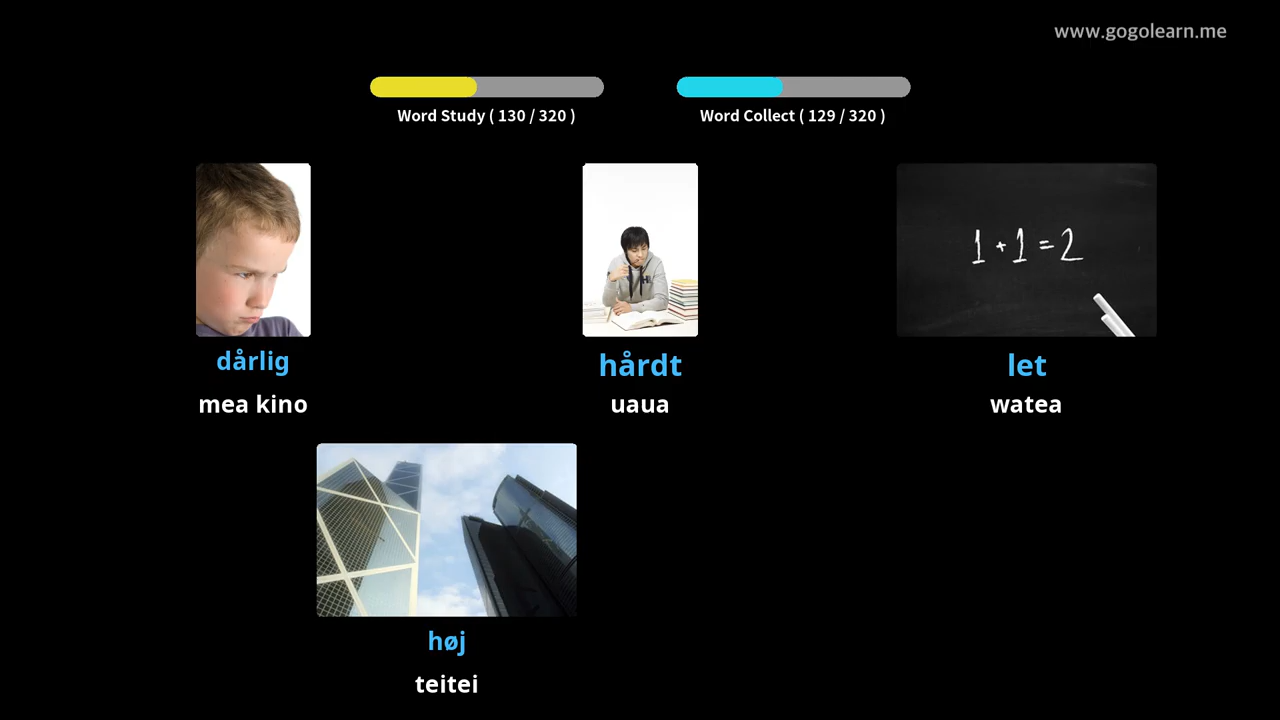 www.gogolearn.me
Word Study ( 130 / 320 )
Word Collect ( 129 / 320 )
1 + 1 = 2
dårlig
hårdt
let
mea kino
uaua
watea
høj
teitei